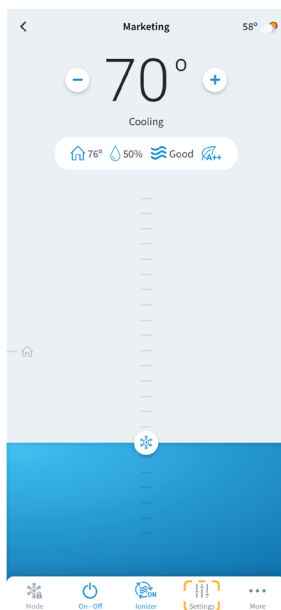 Marketing
58°
70°
Cooling
76° 50% Good A++
ON
Mode On - Off Ionizer Settings More